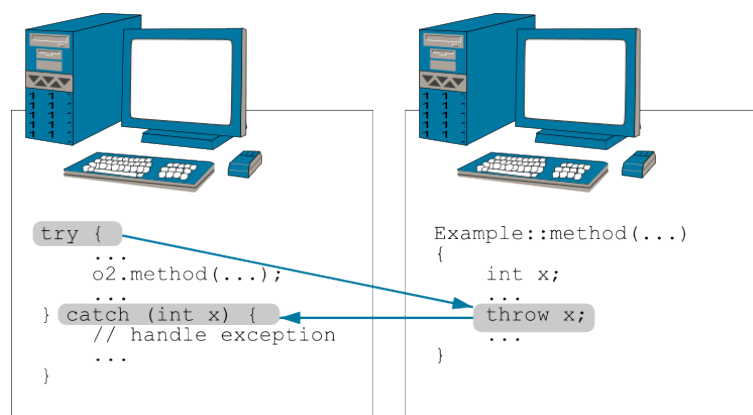 try {
...
o2.method(...);
...
} catch (int x) {
// handle exception
...
}
Example::method(...)
{
int x;
...
throw x;
...
}